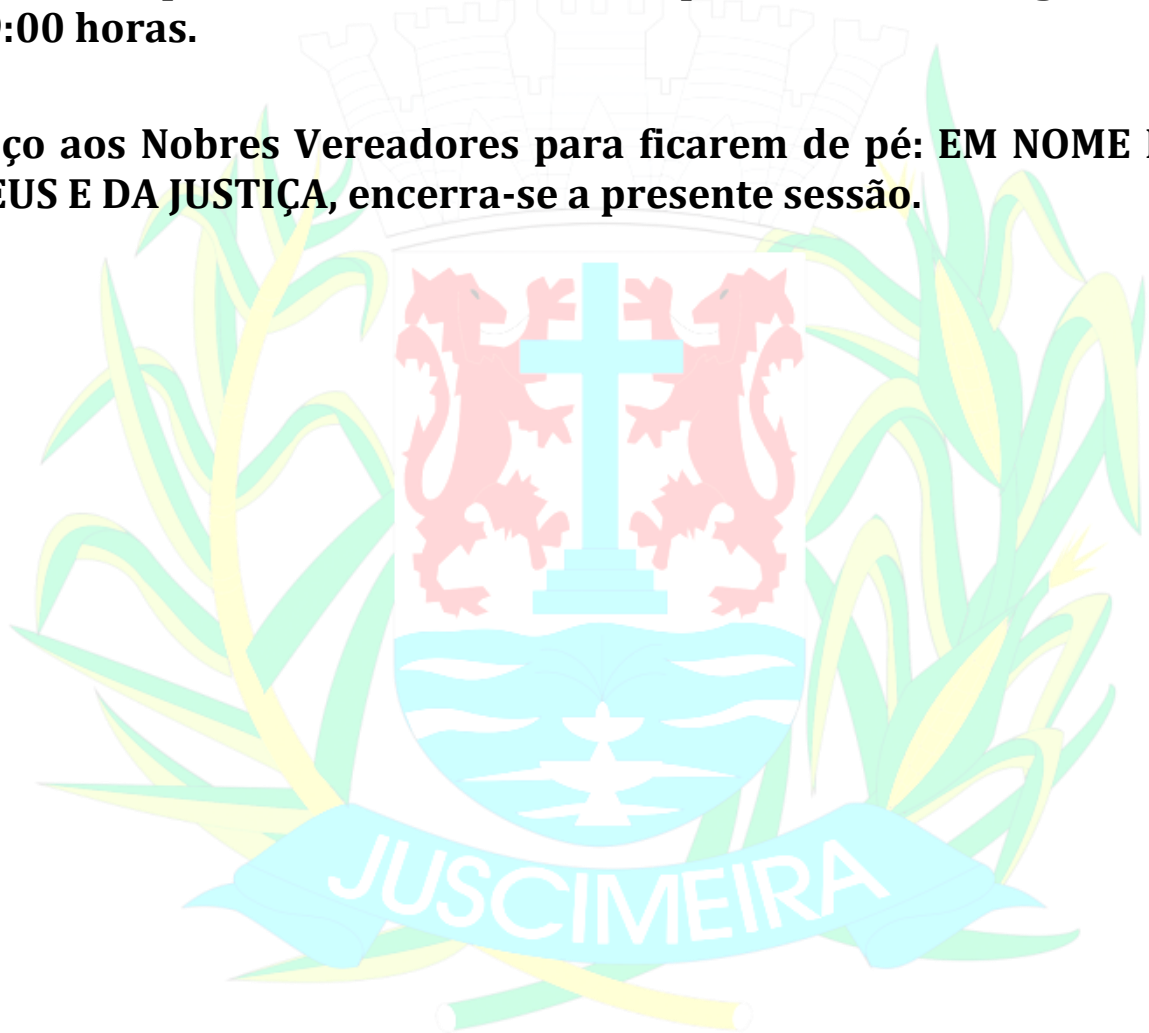 :00 horas.
ço aos Nobres Vereadores para ficarem de pé: EM NOME
EUS E DA JUSTIÇA, encerra-se a presente sessão.
JUSCIMEIRA